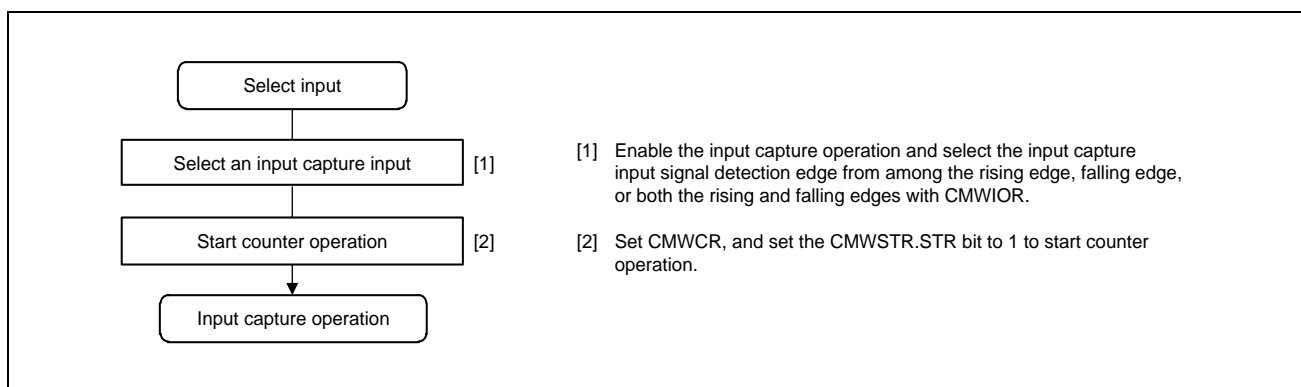 Select input
Select an input capture input [1]
Start counter operation [2]
Input capture operation
[1] Enable the input capture operation and select the input capture
input signal detection edge from among the rising edge, falling edge,
or both the rising and falling edges with CMWIOR.
[2] Set CMWCR, and set the CMWSTR.STR bit to 1 to start counter
operation.